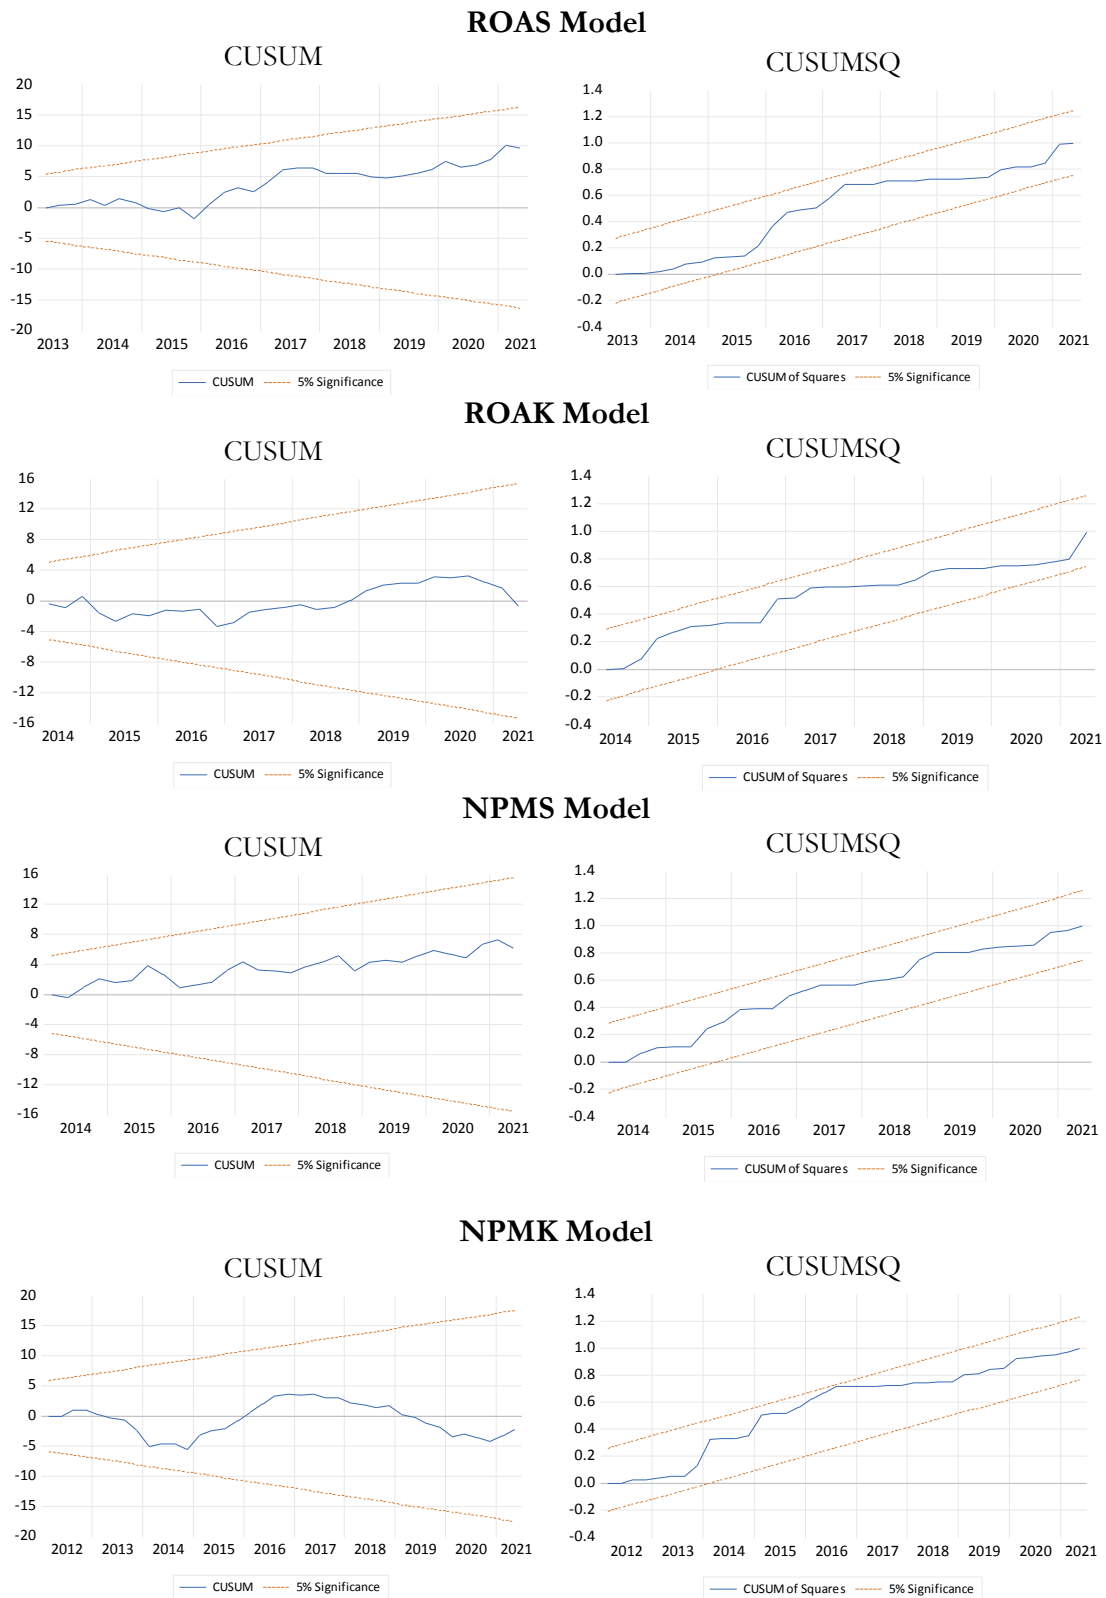 ROAS Model
CUSUM
20
15
10
5
0
-5
-10
-15
-20
2013 2014 2015 2016 2017 2018 2019 2020 2021
CUSUM 5% Significance
CUSUMSQ
1.4
1.2
1.0
0.8
0.6
0.4
0.2
0.0
-0.2
-0.4
2013 2014 2015 2016 2017 2018 2019 2020 2021
CUSUM of Squares 5% Significance
ROAK Model
CUSUM
16
12
8
4
0
-4
-8
-12
-16
2014 2015 2016 2017 2018 2019 2020 2021
CUSUM 5% Significance
CUSUMSQ
1.4
1.2
1.0
0.8
0.6
0.4
0.2
0.0
-0.2
-0.4
2014 2015 2016 2017 2018 2019 2020 2021
CUSUM of Squares 5% Significance
NPMS Model
CUSUM
16
12
8
4
0
-4
-8
-12
-16
2014 2015 2016 2017 2018 2019 2020 2021
CUSUM 5% Significance
CUSUMSQ
1.4
1.2
1.0
0.8
0.6
0.4
0.2
0.0
-0.2
-0.4
2014 2015 2016 2017 2018 2019 2020 2021
CUSUM of Squares 5% Significance
NPMK Model
CUSUM
20
15
10
5
0
-5
-10
-15
-20
2012 2013 2014 2015 2016 2017 2018 2019 2020 2021
CUSUM 5% Significance
CUSUMSQ
1.4
1.2
1.0
0.8
0.6
0.4
0.2
0.0
-0.2
-0.4
2012 2013 2014 2015 2016 2017 2018 2019 2020 2021
CUSUM of Squares 5% Significance